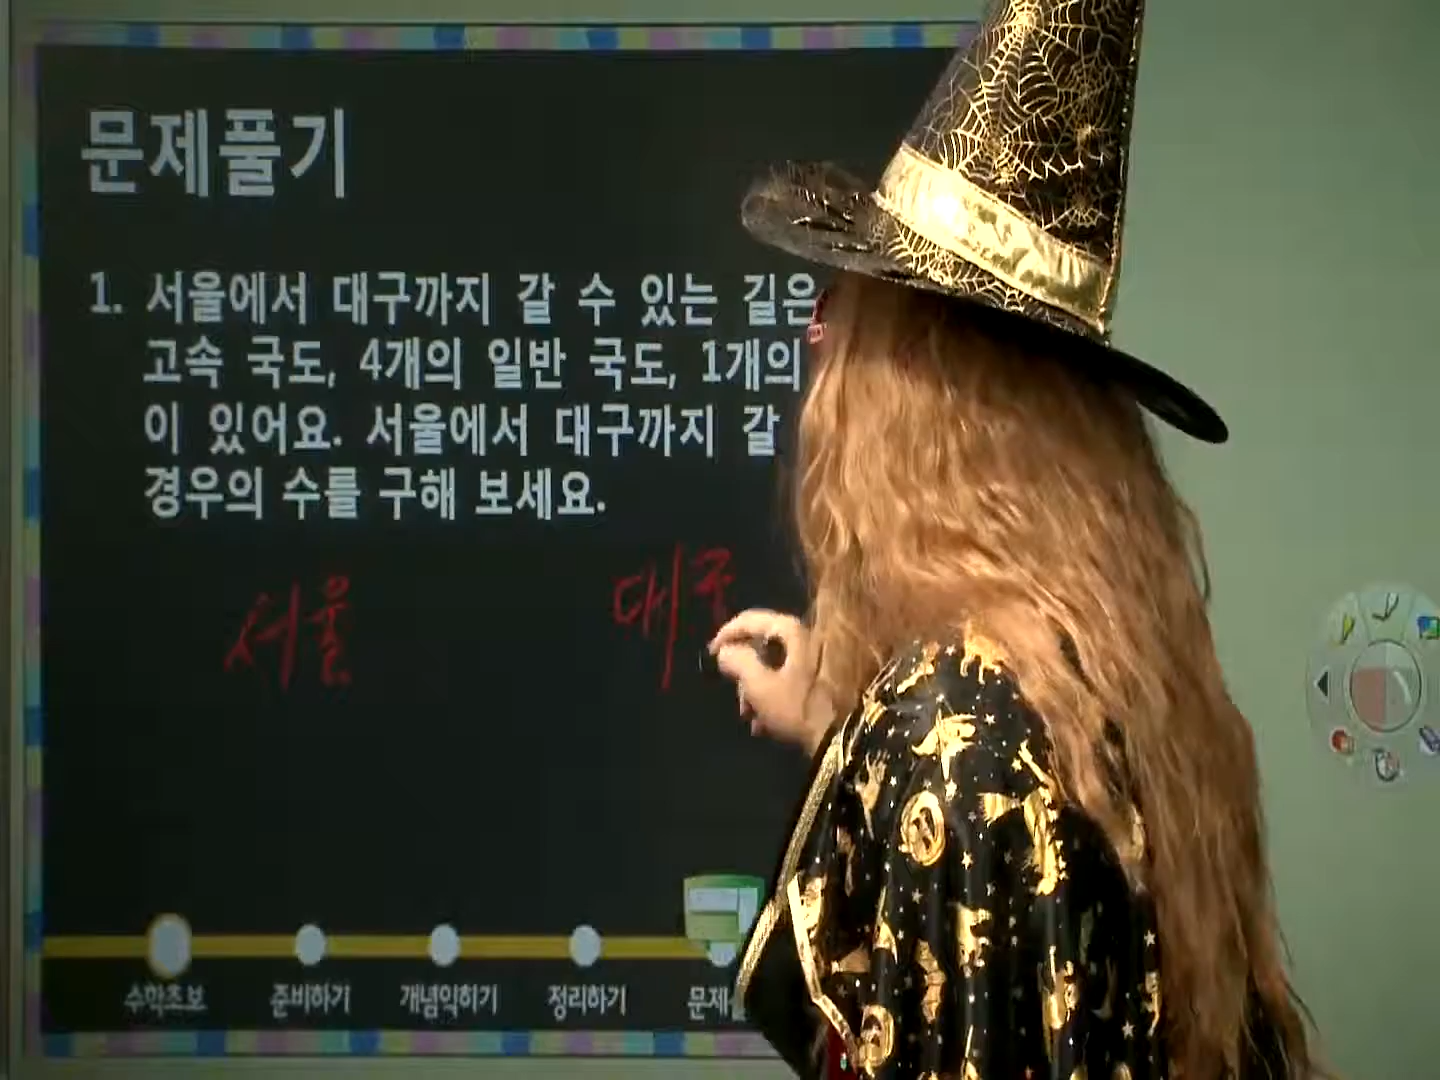 문제풀기
1. 서울에서 대구까지 갈 수 있는 길은
고속 국도, 4개의 일반 국도, 1개의
이 있어요. 서울에서 대구까지 갈
경우의 수를 구해 보세요.
서울 대구
수학초보 준비하기 개념익히기 정리하기 문제